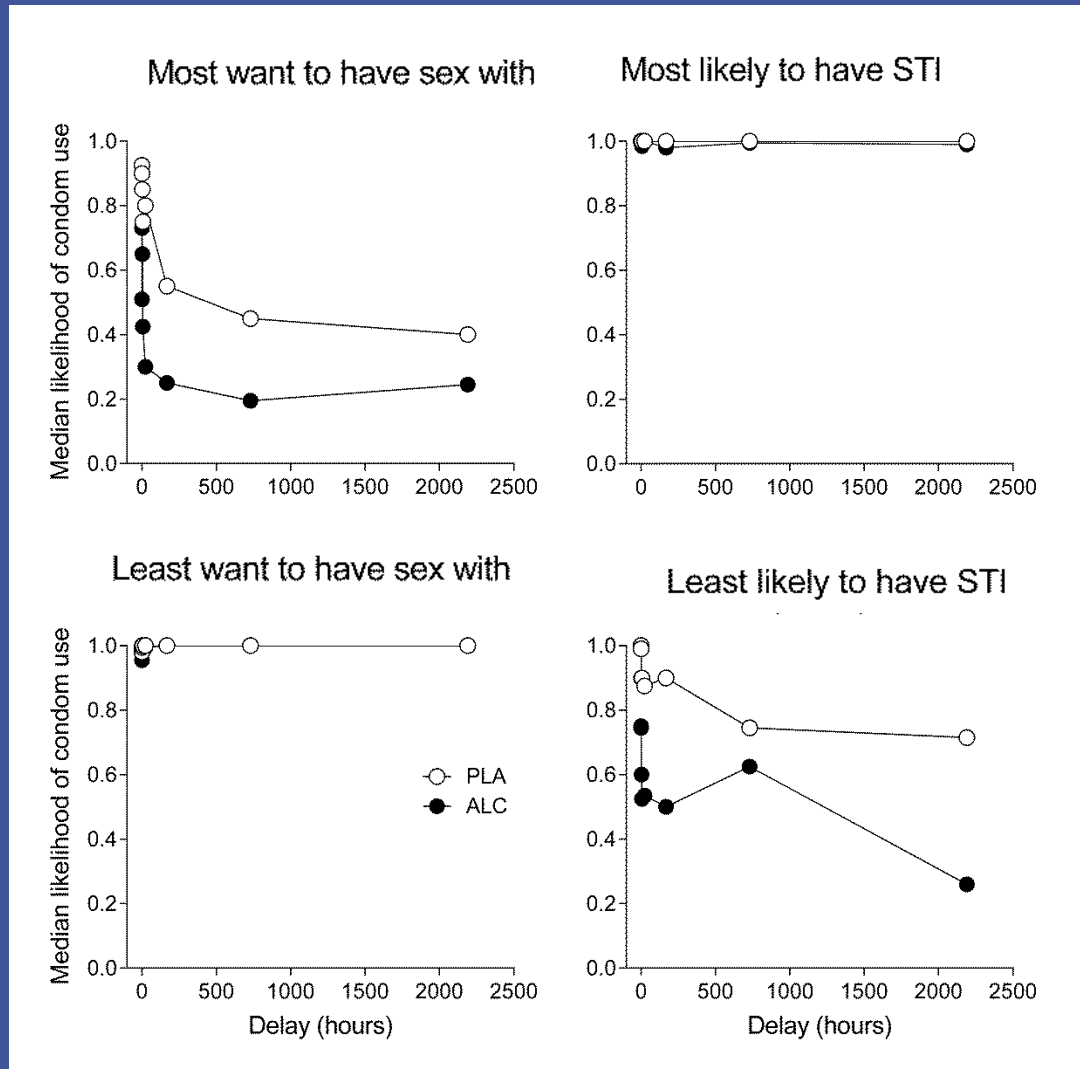 Most want to have sex with
Most likely to have STI
Median likelihood of condom use
1.0
0.8
0.6
0.4
0.2
0.0
0 500 1000 1500 2000 2500
1.0
0.8
0.6
0.4
0.2
0.0
0 500 1000 1500 2000 2500
Least want to have sex with
Least likely to have STI
Median likelihood of condom use
1.0
0.8
0.6
0.4
0.2
0.0
PLA
ALC
0 500 1000 1500 2000 2500
Delay (hours)
1.0
0.8
0.6
0.4
0.2
0.0
0 500 1000 1500 2000 2500
Delay (hours)